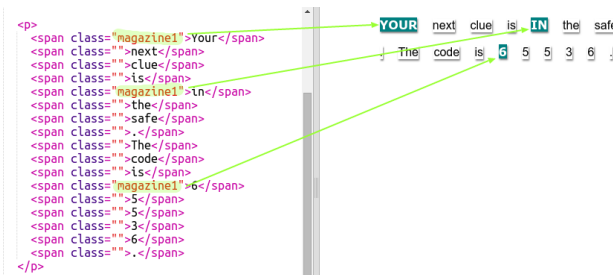 <p>
<span class="magazine1">Your</span>
<span class="">next</span>
<span class="">clue</span>
<span class="">is</span>
<span class="magazine1">in</span>
<span class="">the</span>
<span class="">safe</span>
<span class="">.</span>
<span class="">The</span>
<span class="">code</span>
<span class="">is</span>
<span class="magazine1">6</span>
<span class="">5</span>
<span class="">5</span>
<span class="">3</span>
<span class="">6</span>
<span class="">.</span>
</p>
YOUR next clue is IN the safe
. The code is 6 5 5 3 6 .